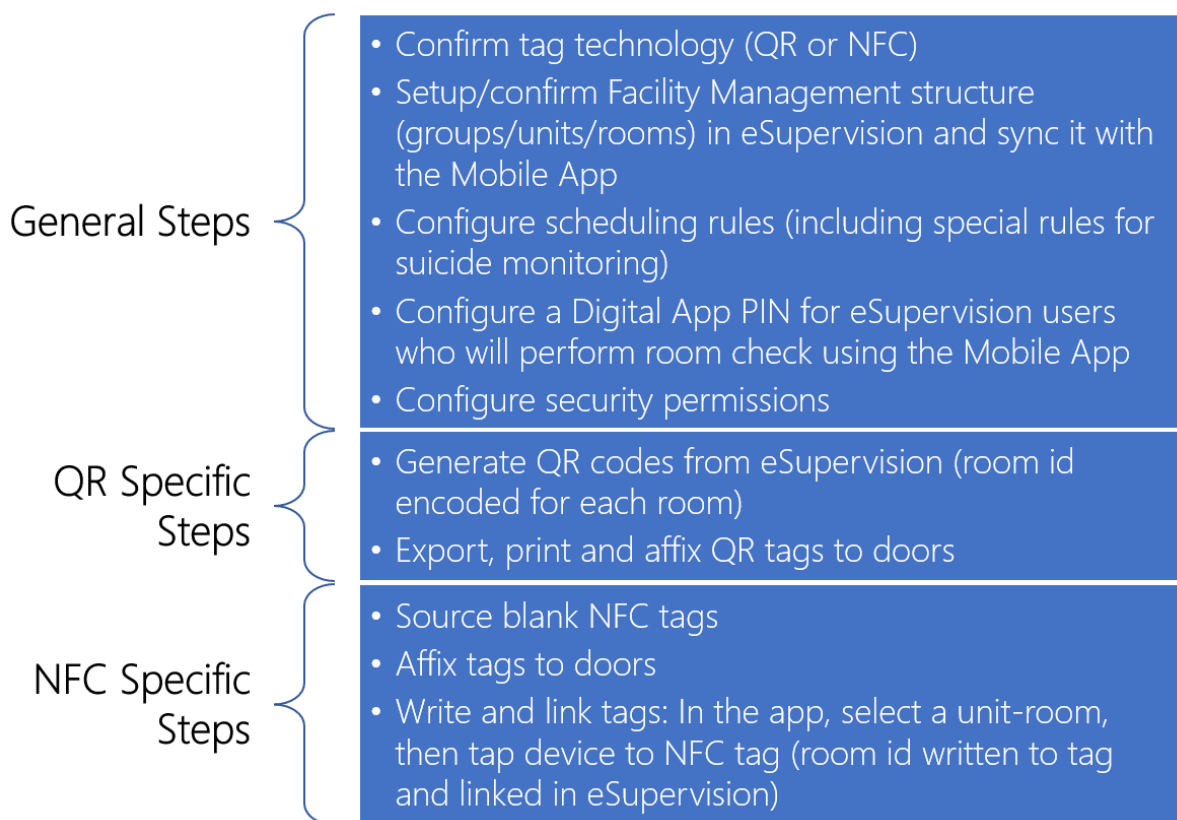 General Steps
• Confirm tag technology (QR or NFC)
• Setup/confirm Facility Management structure
(groups/units/rooms) in eSupervision and sync it with
the Mobile App
• Configure scheduling rules (including special rules for
suicide monitoring)
• Configure a Digital App PIN for eSupervision users
who will perform room check using the Mobile App
• Configure security permissions
QR Specific
Steps
• Generate QR codes from eSupervision (room id
encoded for each room)
• Export, print and affix QR tags to doors
NFC Specific
Steps
• Source blank NFC tags
• Affix tags to doors
• Write and link tags: In the app, select a unit-room,
then tap device to NFC tag (room id written to tag
and linked in eSupervision)